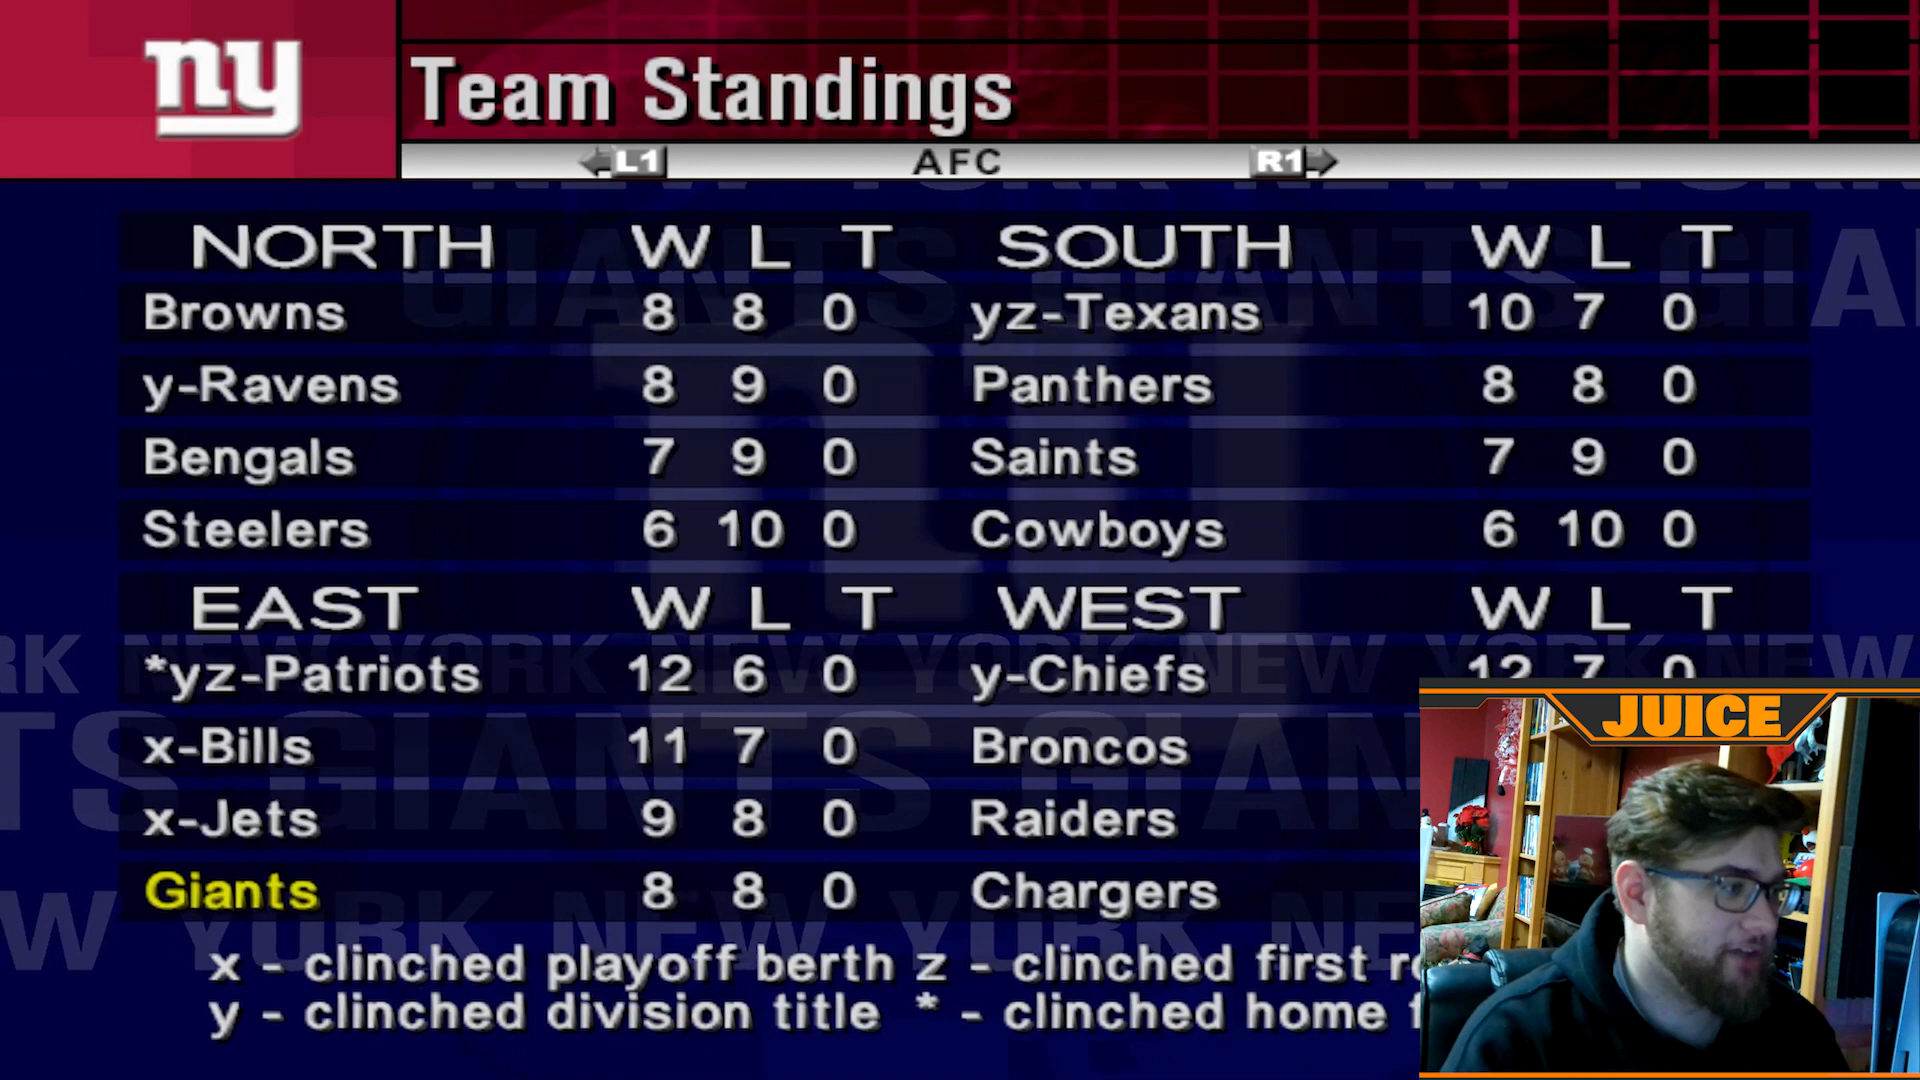 ny
Team Standings
L1 AFC R1
NORTH W L T
Browns 8 8 0
y-Ravens 8 9 0
Bengals 7 9 0
Steelers 6 10 0
SOUTH W L T
yz-Texans 10 7 0
Panthers 8 8 0
Saints 7 9 0
Cowboys 6 10 0
EAST W L T
*yz-Patriots 12 6 0
x-Bills 11 7 0
x-Jets 9 8 0
Giants 8 8 0
WEST W L T
y-Chiefs 12 7 0
Broncos
Raiders
Chargers
x - clinched playoff berth z - clinched first
y - clinched division title * - clinched home
JUICE